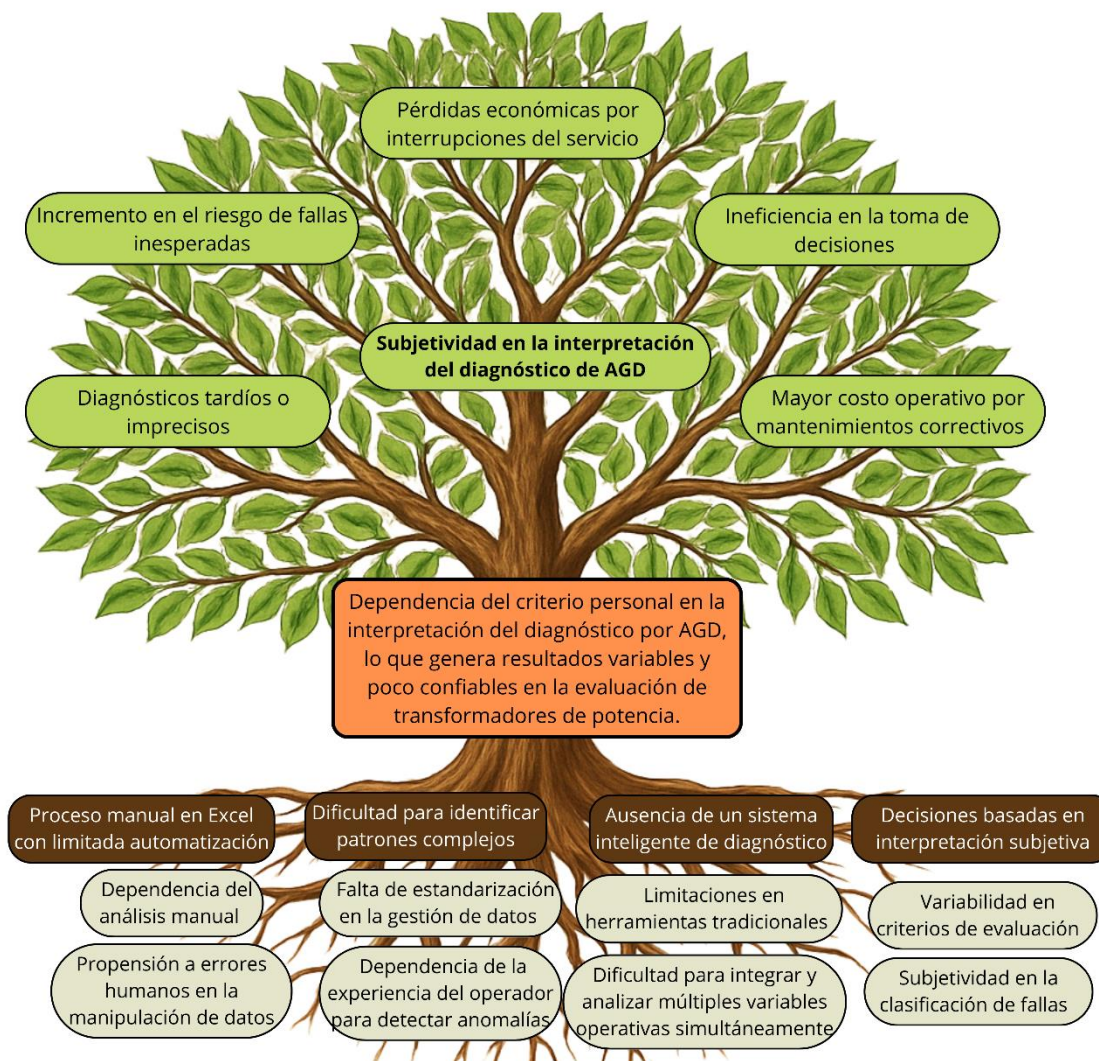 Pérdidas económicas por
interrupciones del servicio
Incremento en el riesgo de fallas
inesperadas
Ineficiencia en la toma de
decisiones
Subjetividad en la interpretación
del diagnóstico de AGD
Diagnósticos tardíos o
imprecisos
Mayor costo operativo por
mantenimientos correctivos
Dependencia del criterio personal en la
interpretación del diagnóstico por AGD,
lo que genera resultados variables y
poco confiables en la evaluación de
transformadores de potencia.
Proceso manual en Excel
con limitada automatización
Dificultad para identificar
patrones complejos
Ausencia de un sistema
inteligente de diagnóstico
Decisiones basadas en
interpretación subjetiva
Dependencia del
análisis manual
Falta de estandarización
en la gestión de datos
Limitaciones en
herramientas tradicionales
Variabilidad en
criterios de evaluación
Propensión a errores
humanos en la
manipulación de datos
Dependencia de la
experiencia del operador
para detectar anomalías
Dificultad para integrar y
analizar múltiples variables
operativas simultáneamente
Subjetividad en la
clasificación de fallas